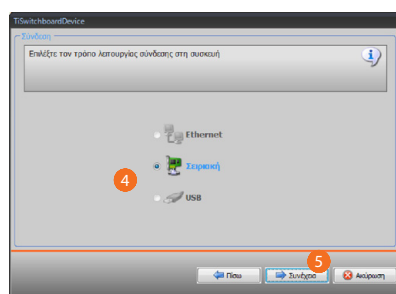 TiSwitchboardDevice
Σύνδεση
Επιλέξτε τον τρόπο λειτουργίας σύνδεσης στη συσκευή
Ethernet
4
Σειριακή
USB
5
Πίσω
Συνέχεια
Ακύρωση